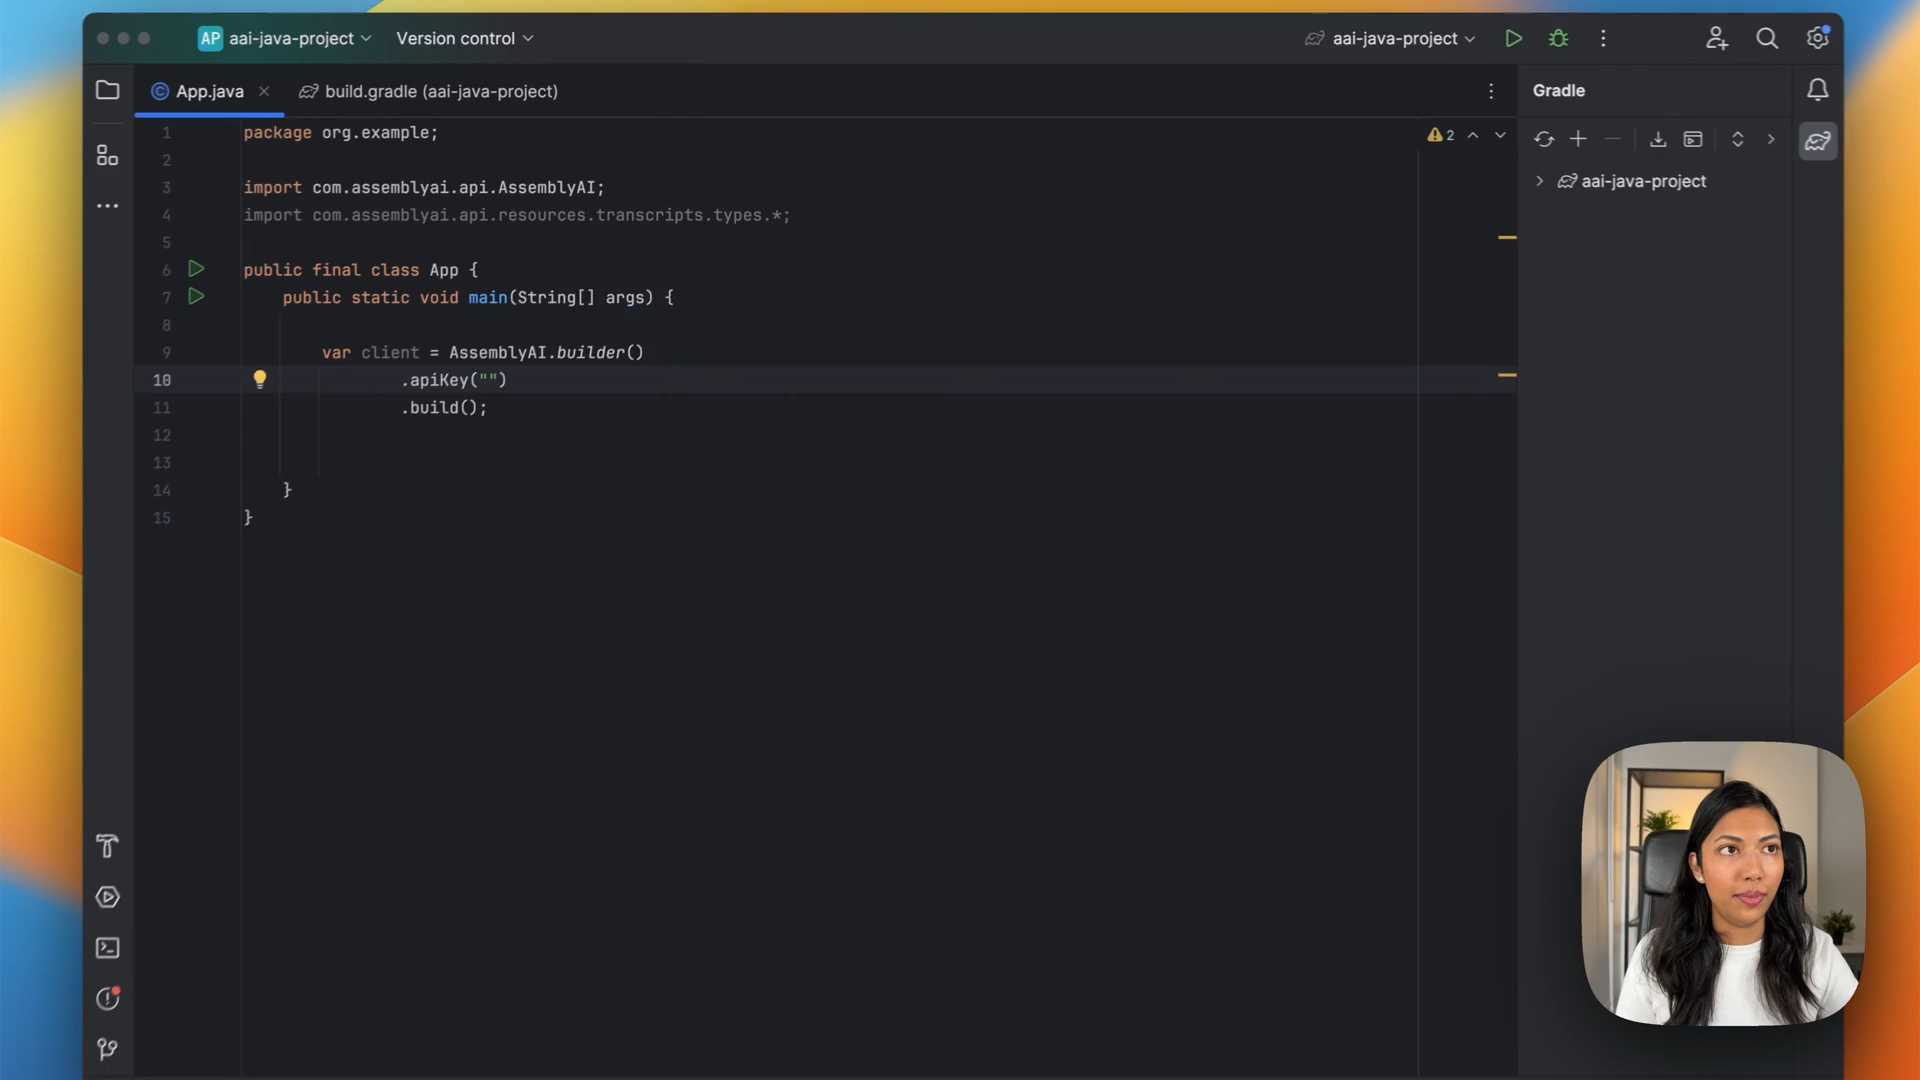 AP aai-java-project Version control aai-java-project
App.java build.gradle (aai-java-project) Gradle
1 package org.example; 2
2
3 import com.assemblyai.api.AssemblyAI;
4 import com.assemblyai.api.resources.transcripts.types.*;
5
6 public final class App {
7 public static void main(String[] args) {
8
9 var client = AssemblyAI.builder()
10 .apiKey("")
11 .build();
12
13
14 }
15 }
aai-java-project